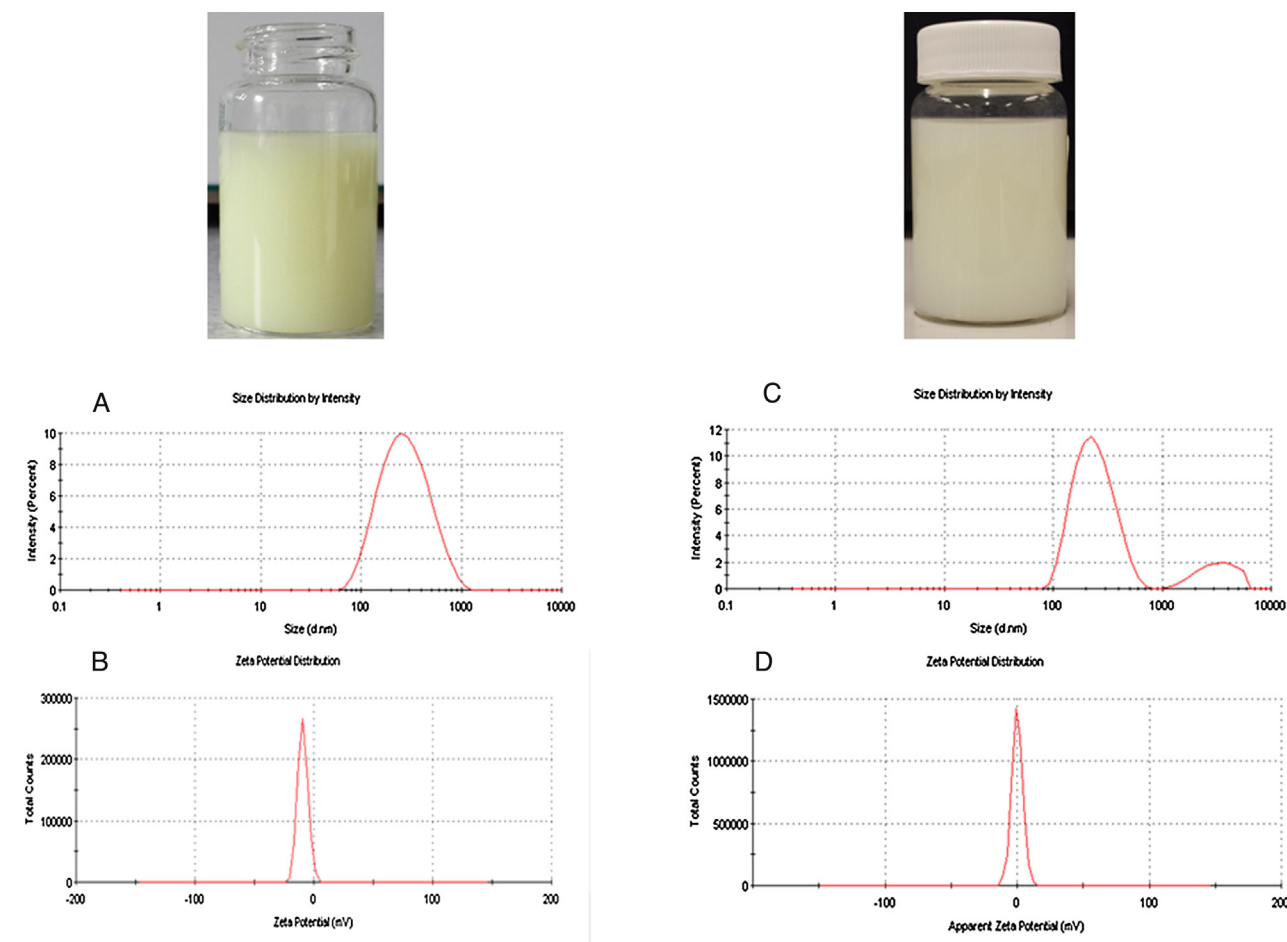 A
Size Distribution by Intensity
Intensity (Percent)
10
8
6
4
2
0
0.1 1 10 100 1000 10000
Size (d.nm)
B
Zeta Potential Distribution
Total Counts
300000
200000
100000
0
-200 -100 0 100 200
Zeta Potential (mV)
C
Size Distribution by Intensity
Intensity (Percent)
12
10
8
6
4
2
0
0.1 1 10 100 1000 10000
Size (d.nm)
D
Zeta Potential Distribution
Total Counts
1500000
1000000
500000
0
-100 0 100 200
Apparent Zeta Potential (mV)